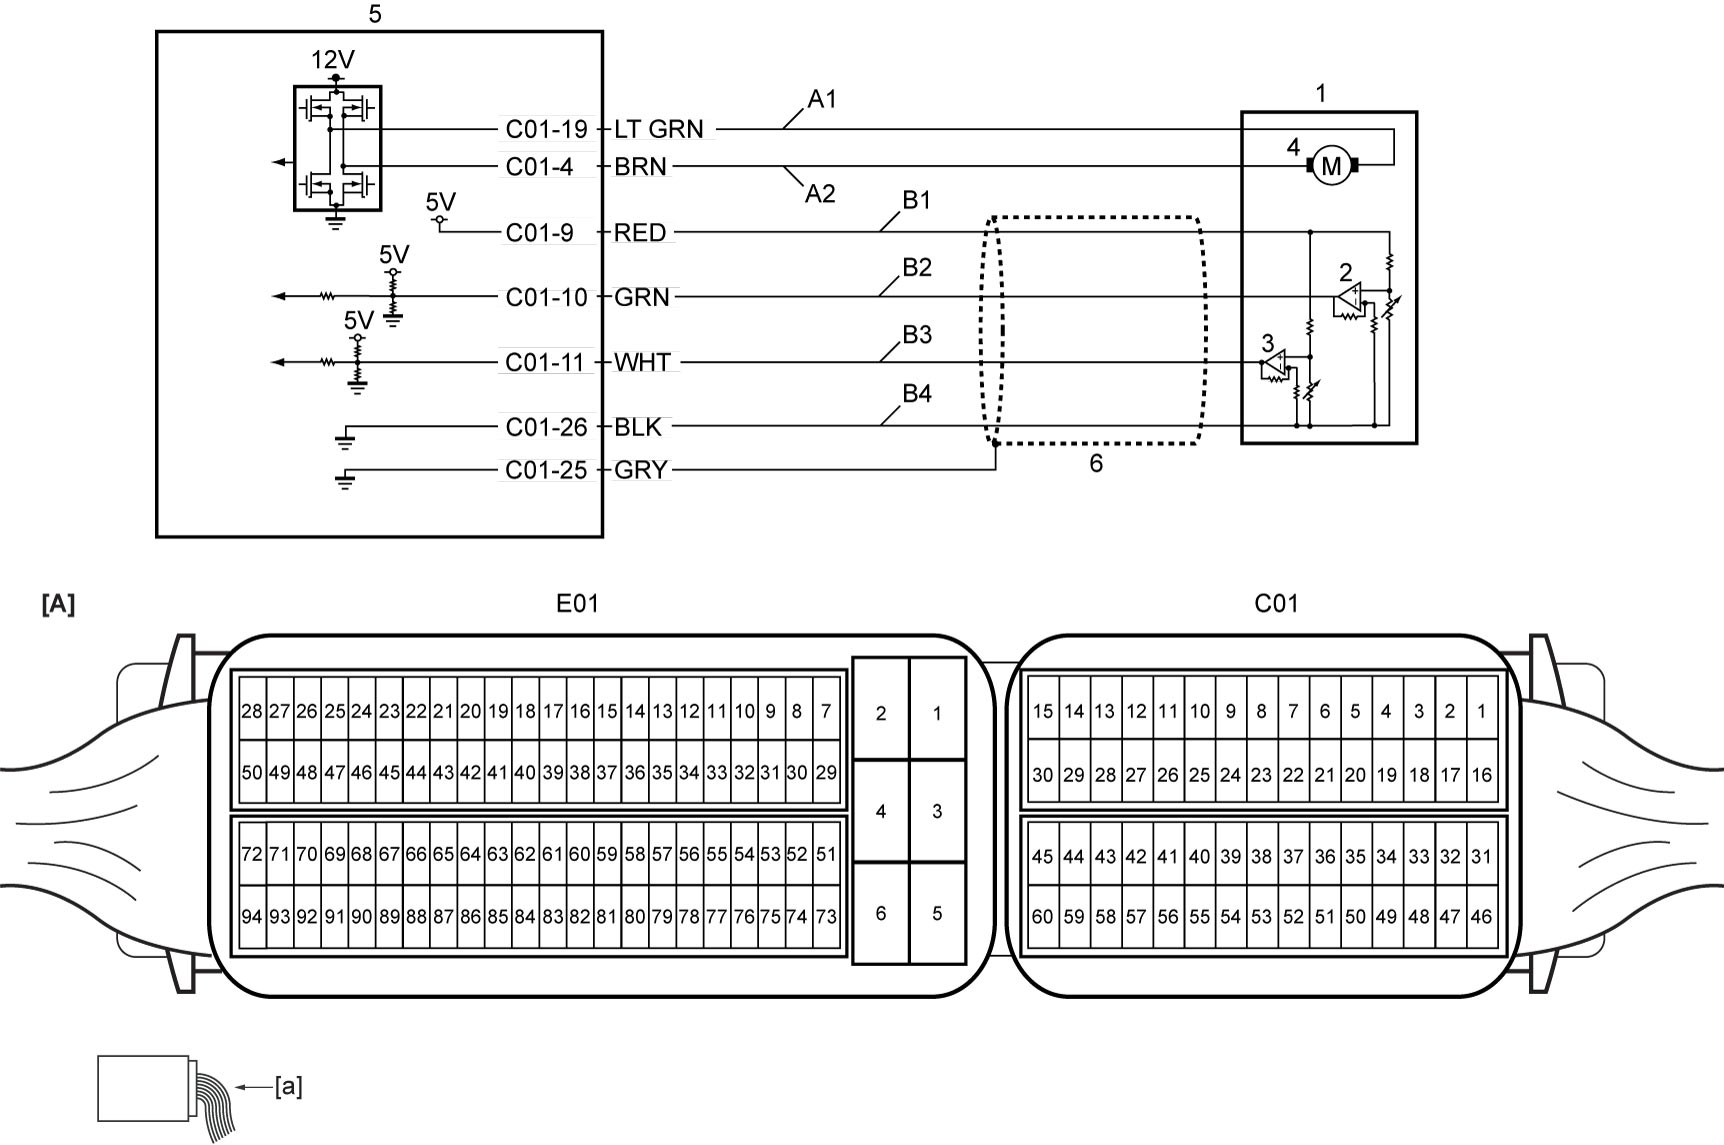 5
12V
1
A1
C01-19 LT GRN
4
M
C01-4 BRN
A2
5V
B1
C01-9 RED
5V
B2
2
+
-
C01-10 GRN
5V
B3
3
+
-
C01-11 WHT
B4
C01-26 BLK
6
C01-25 GRY
[A]
E01
C01
28 27 26 25 24 23 22 21 20 19 18 17 16 15 14 13 12 11 10 9 8 7
2 1
15 14 13 12 11 10 9 8 7 6 5 4 3 2 1
50 49 48 47 46 45 44 43 42 41 40 39 38 37 36 35 34 33 32 31 30 29
30 29 28 27 26 25 24 23 22 21 20 19 18 17 16
4 3
72 71 70 69 68 67 66 65 64 63 62 61 60 59 58 57 56 55 54 53 52 51
45 44 43 42 41 40 39 38 37 36 35 34 33 32 31
94 93 92 91 90 89 88 87 86 85 84 83 82 81 80 79 78 77 76 75 74 73
6 5
60 59 58 57 56 55 54 53 52 51 50 49 48 47 46
[a]